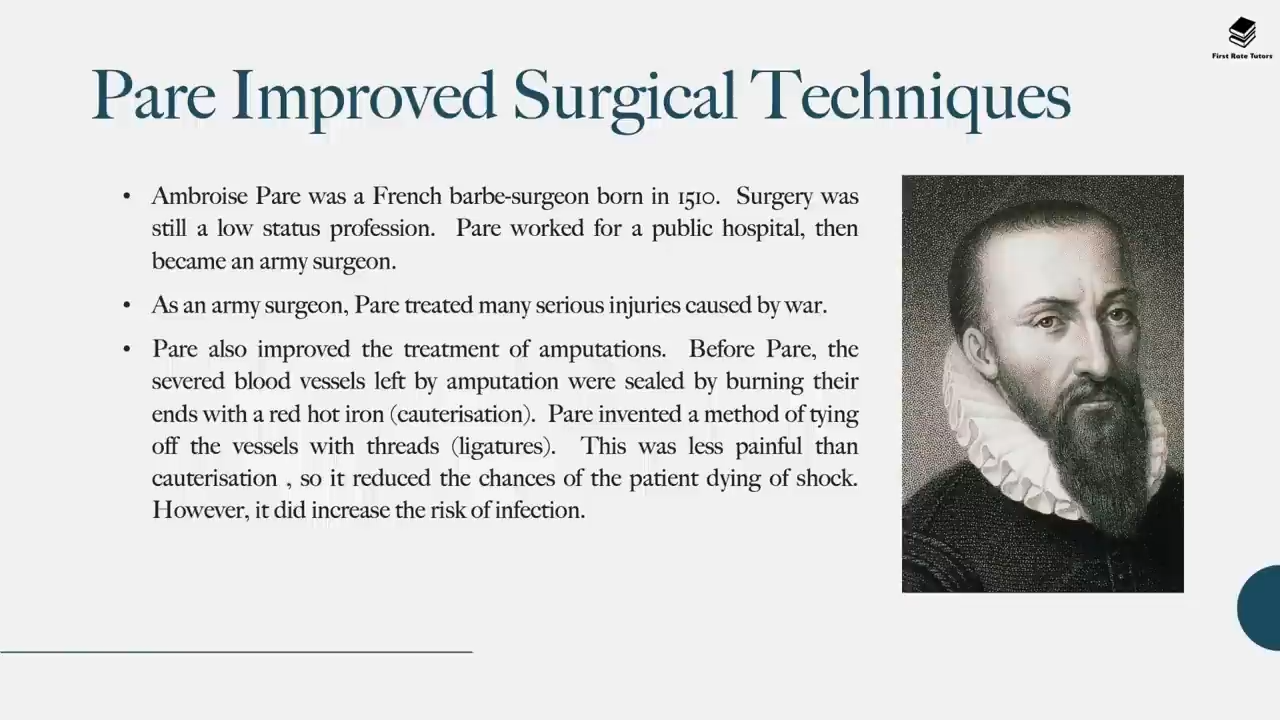 First Rate Tutors
Pare Improved Surgical Techniques
• Ambroise Pare was a French barbe-surgeon born in 1510. Surgery was
still a low status profession. Pare worked for a public hospital, then
became an army surgeon.
• As an army surgeon, Pare treated many serious injuries caused by war.
• Pare also improved the treatment of amputations. Before Pare, the
severed blood vessels left by amputation were sealed by burning their
ends with a red hot iron (cauterisation). Pare invented a method of tying
off the vessels with threads (ligatures). This was less painful than
cauterisation , so it reduced the chances of the patient dying of shock.
However, it did increase the risk of infection.